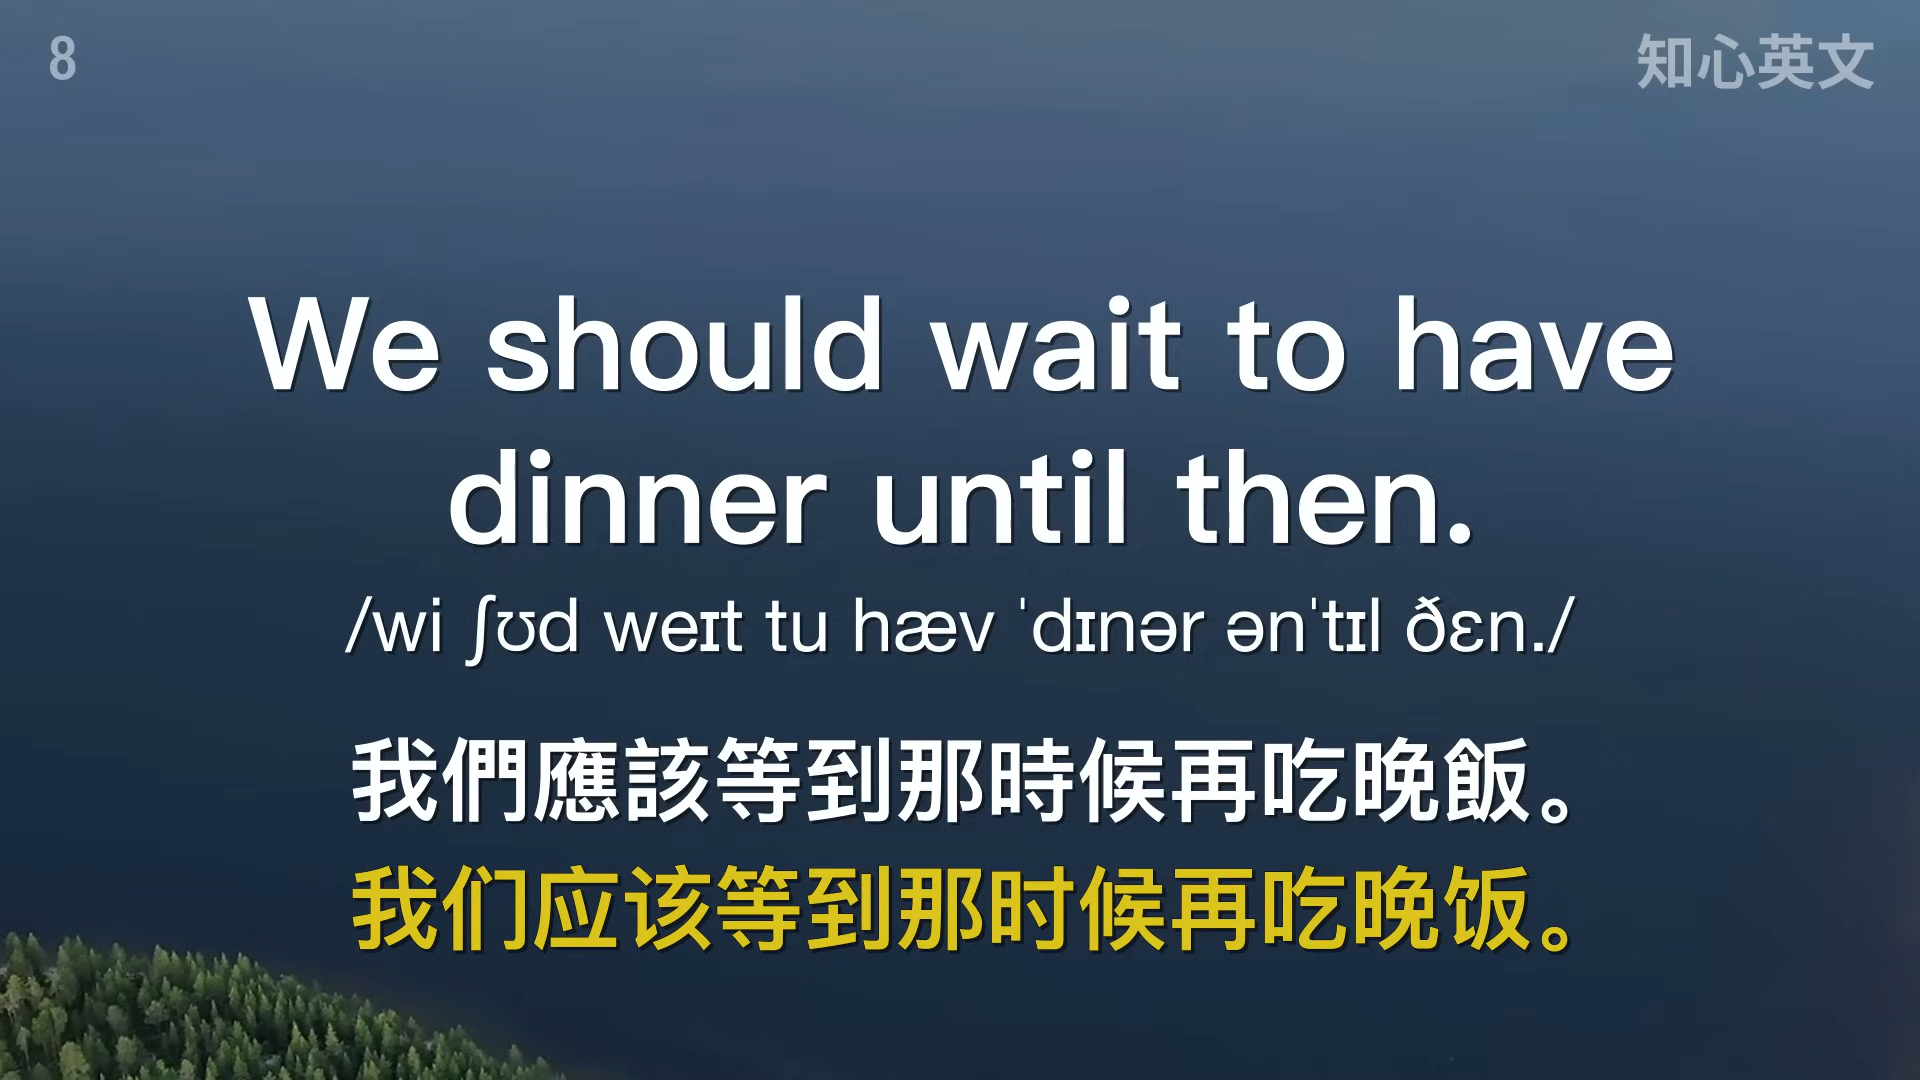 8
知心英文
We should wait to have
dinner until then.
/wi ʃʊd weɪt tu hæv ˈdɪnər ənˈtɪl ðɛn./
我們應該等到那時候再吃晚飯。
我们应该等到那时候再吃晚饭。